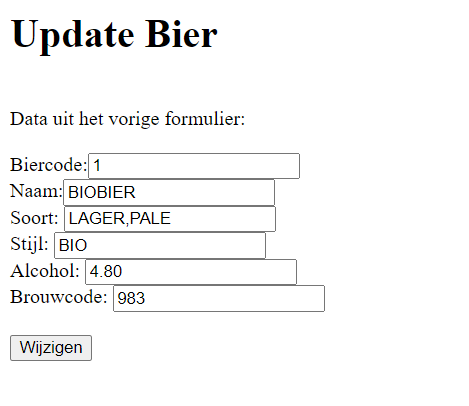 Update Bier
Data uit het vorige formulier:
Biercode: 1
Naam: BIOBIER
Soort: LAGER,PALE
Stijl: BIO
Alcohol: 4.80
Brouwcode: 983
Wijzigen